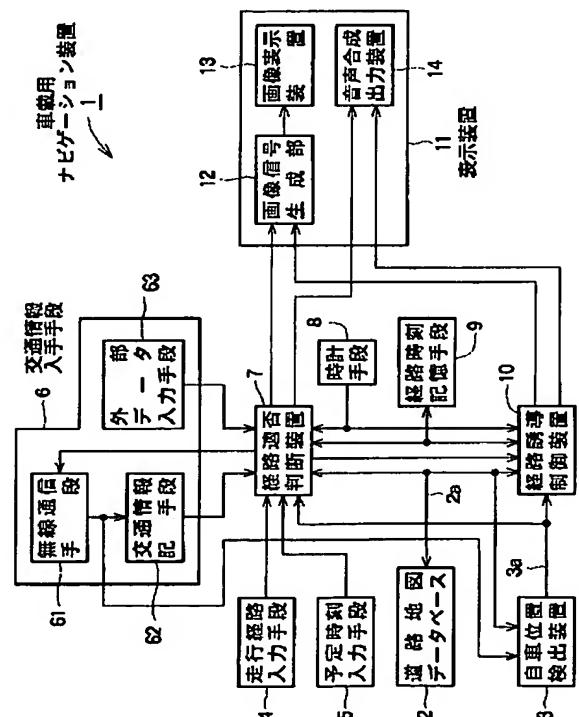 車載用
ナビゲーション装置
1
交通情報
入手手段
6
63
外部
データ
入力手段
無線通信
手段
61
交通情報
記 手段
62
画像信号
生成部
12
画像表示
装置
13
音声合成
出力装置
14
11
表示装置
7
経路適否
判断装置
8
時計
手段
経路時刻
記憶手段
9
10
経路誘導
制御装置
走行経路
入力手段
4
予定時刻
入力手段
道路地図
データベース
2
2a
自車位置
検出装置
3a